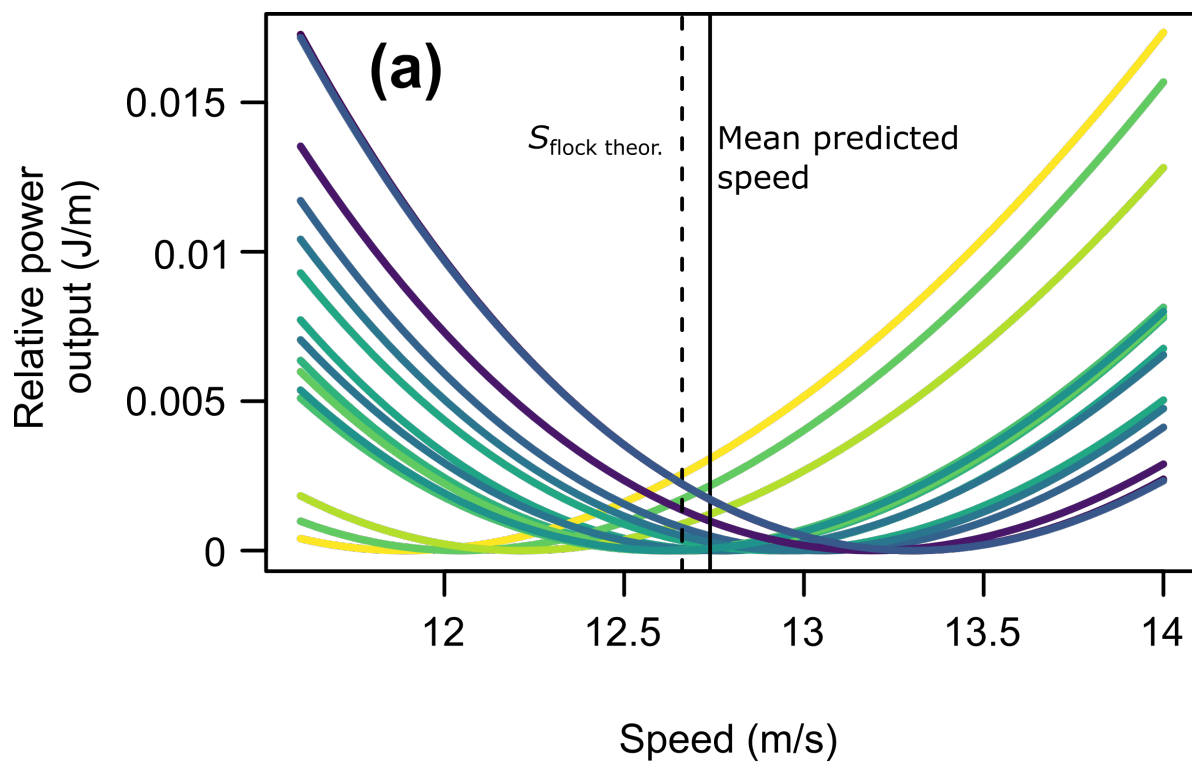 (a)
0.015
0.01
0.005
0
Relative power
output (J/m)
Sflock theor.
Mean predicted
speed
12
12.5
13
13.5
14
Speed (m/s)